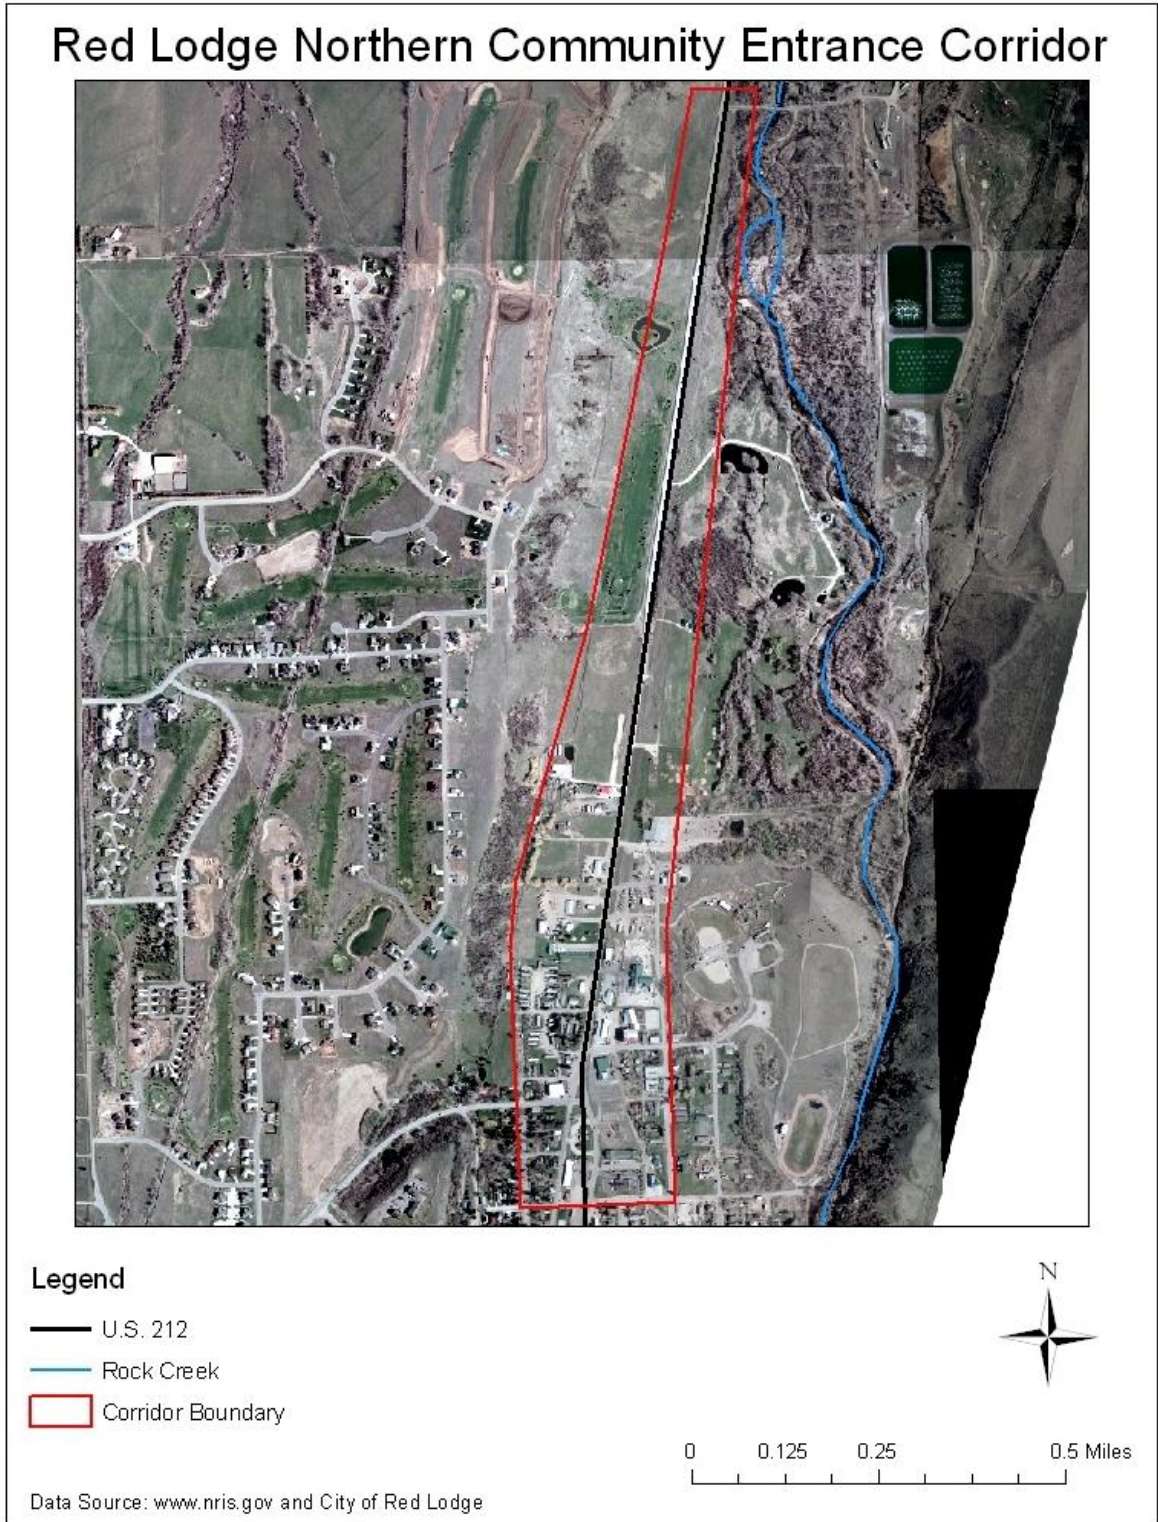 Red Lodge Northern Community Entrance Corridor
Legend
U.S. 212
Rock Creek
Corridor Boundary
N
0 0.125 0.25 0.5 Miles
Data Source: www.nris.gov and City of Red Lodge